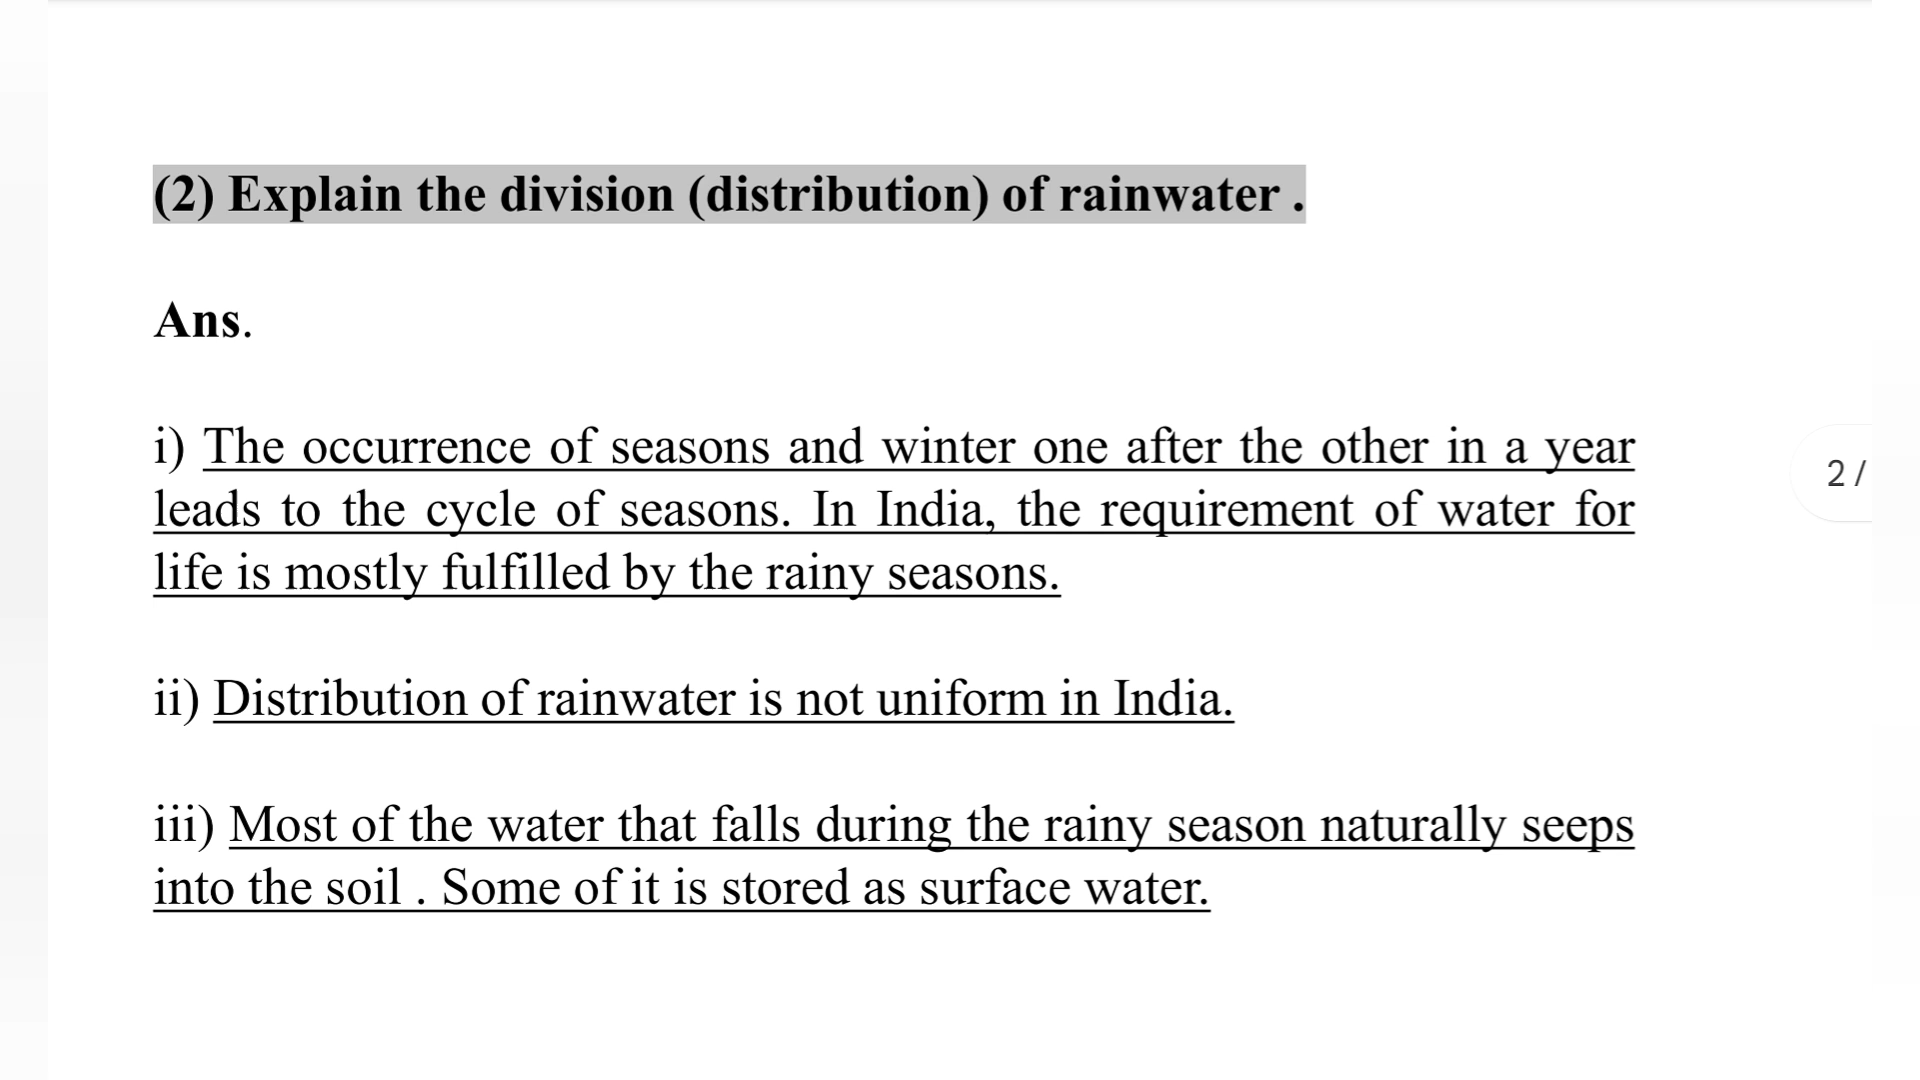 (2) Explain the division (distribution) of rainwater .
Ans.
i) The occurrence of seasons and winter one after the other in a year
leads to the cycle of seasons. In India, the requirement of water for
life is mostly fulfilled by the rainy seasons.
2 /
ii) Distribution of rainwater is not uniform in India.
iii) Most of the water that falls during the rainy season naturally seeps
into the soil . Some of it is stored as surface water.